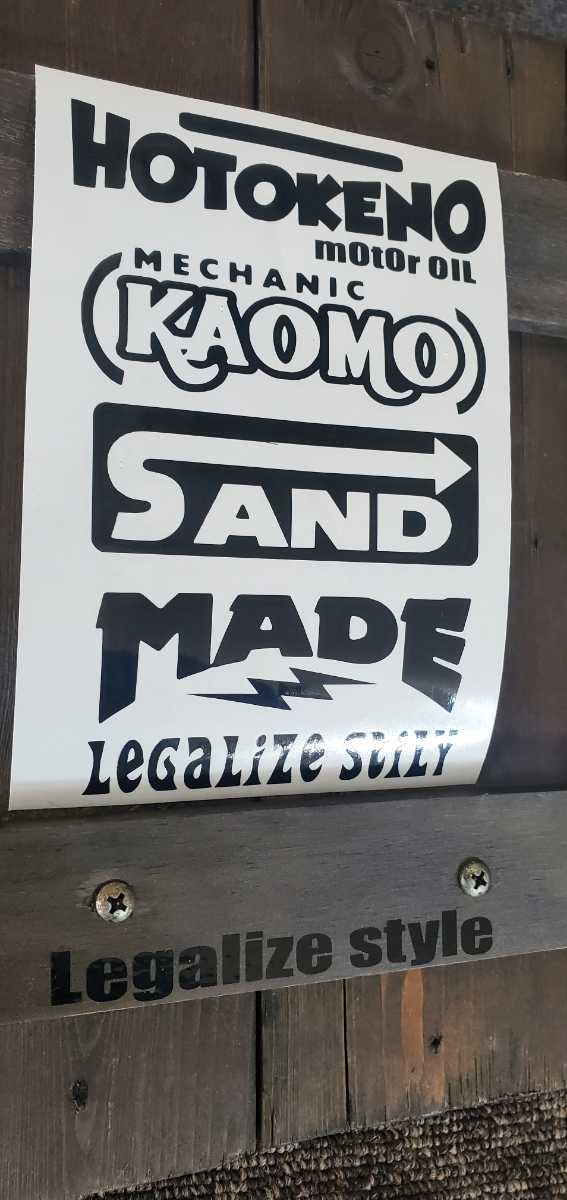 HOTOKENO
mOtOr OIL
MECHANIC
KAOMO
SAND
MADE
LeGaLiZe StiLY
Legalize style